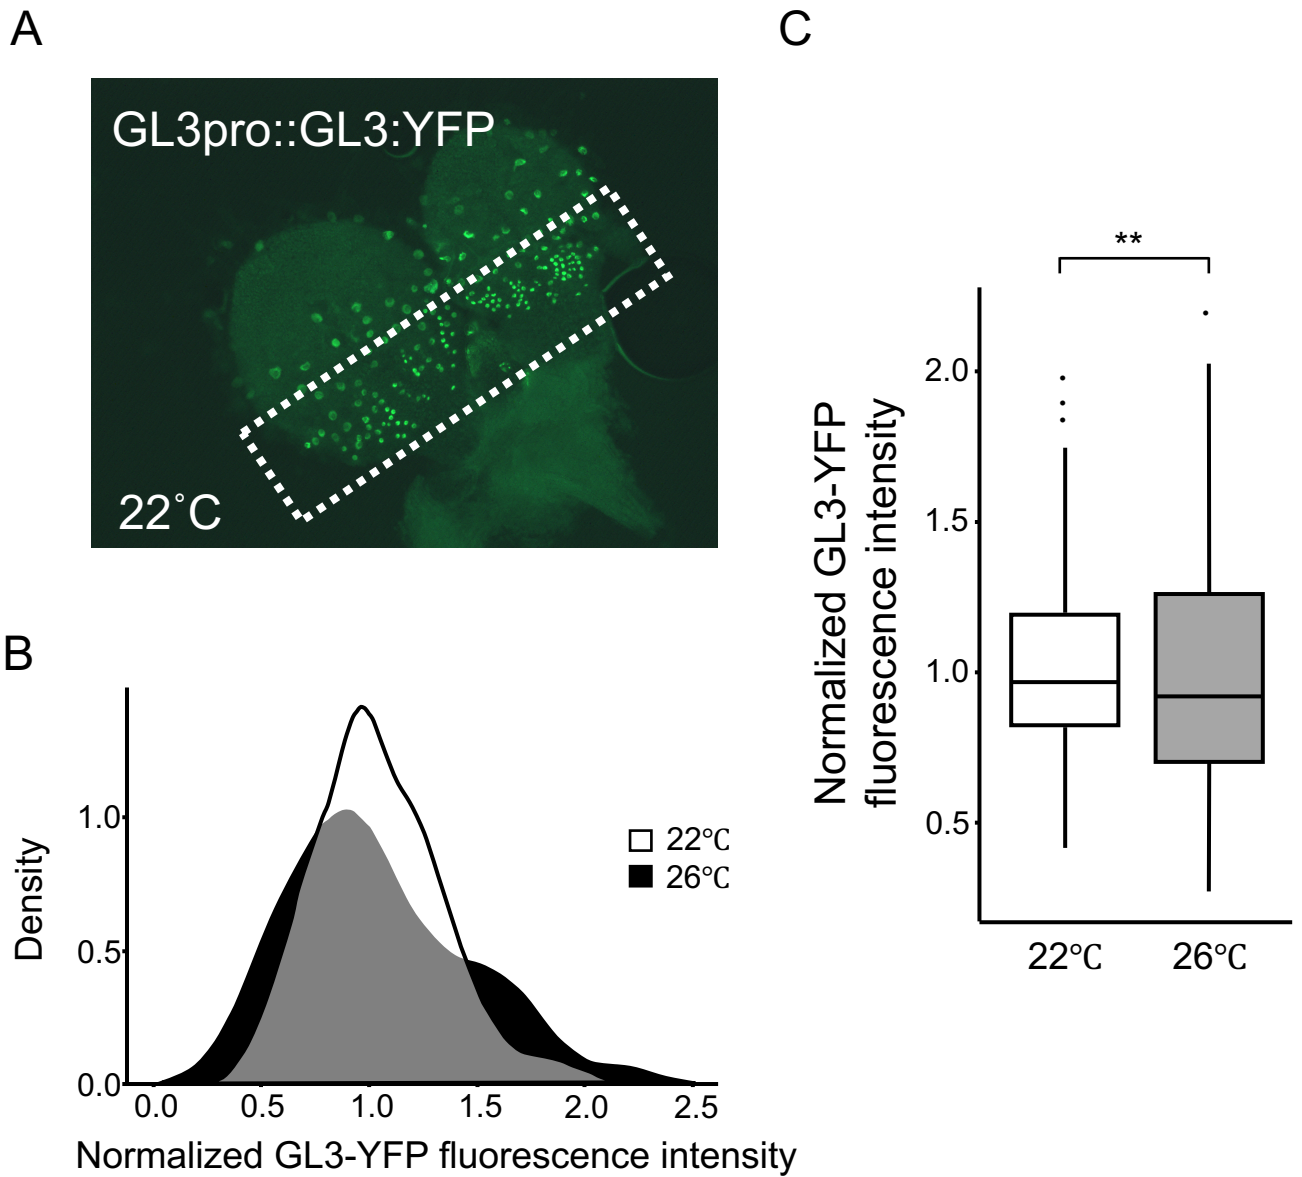 A
GL3pro::GL3:YFP
22°C
B
1.0
0.5
0.0
Density
22℃
26℃
0.0 0.5 1.0 1.5 2.0 2.5
Normalized GL3-YFP fluorescence intensity
C
**
2.0
1.5
1.0
0.5
Normalized GL3-YFP
fluorescence intensity
22℃ 26℃